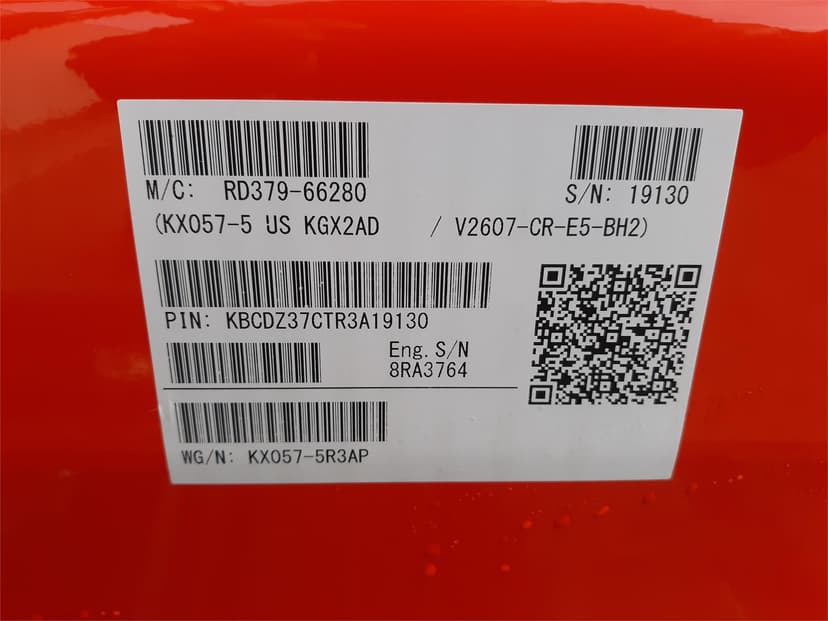 M/C: RD379-66280
S/N: 19130
(KX057-5 US KGX2AD / V2607-CR-E5-BH2)
PIN: KBCDZ37CTR3A19130
Eng. S/N
8RA3764
WG/N: KX057-5R3AP